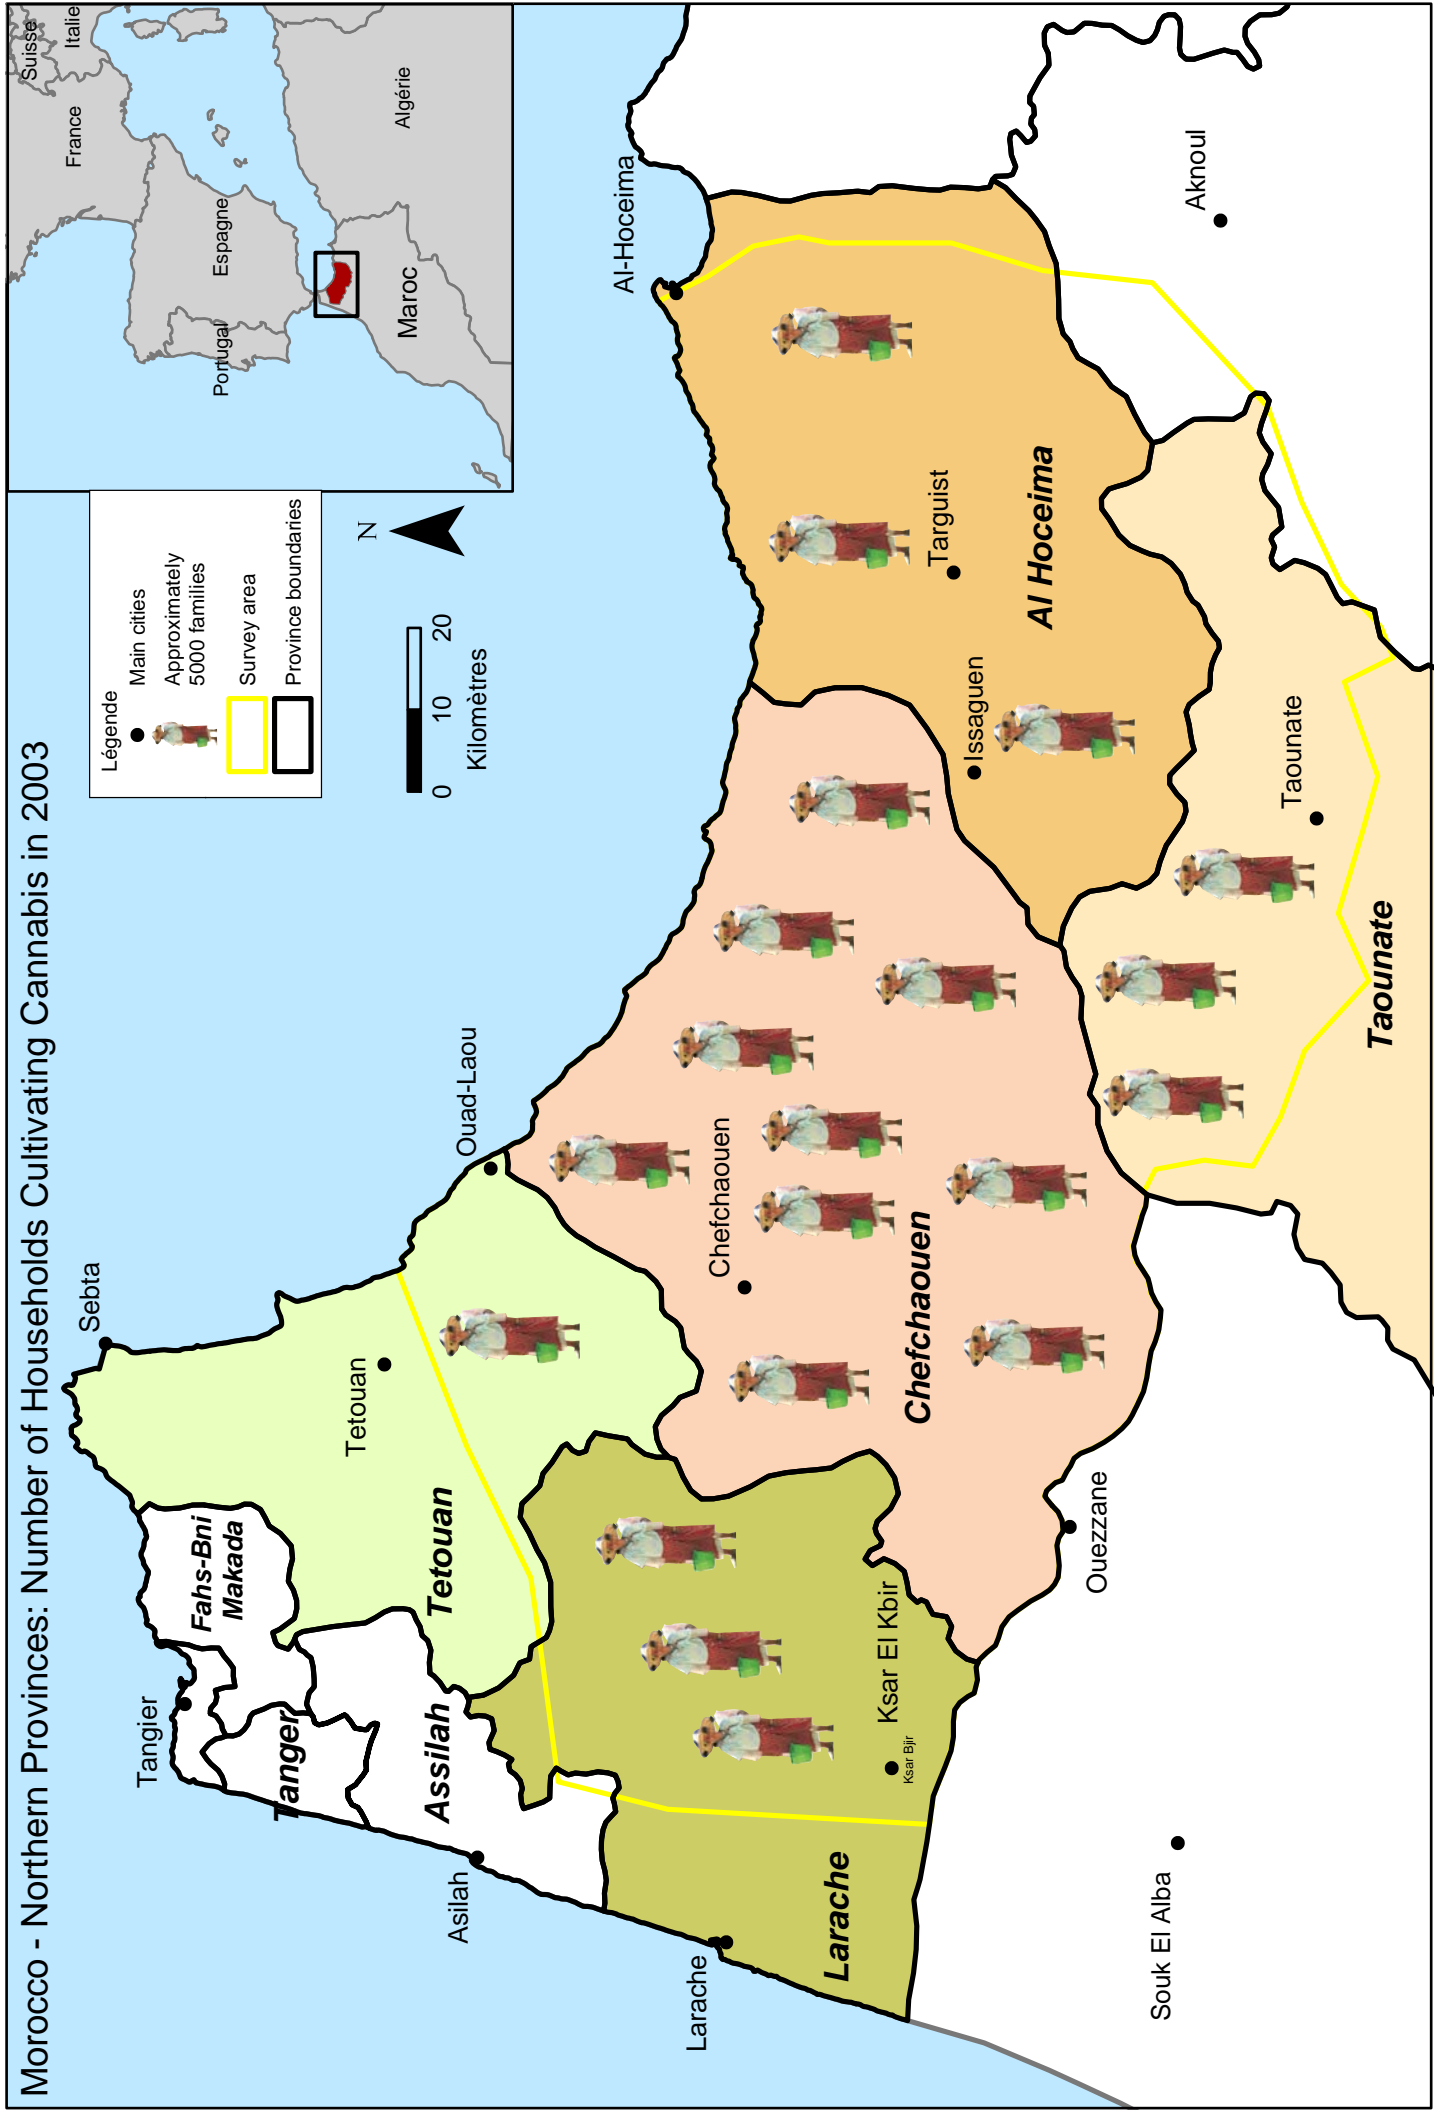 Morocco - Northern Provinces: Number of Households Cultivating Cannabis in 2003
Légende
Main cities
Approximately
5000 families
Survey area
Province boundaries
N
0 10 20
Kilomètres
Suisse
Italie
France
Espagne
Portugal
Algérie
Maroc
Sebta
Tangier
Fahs-Bni
Makada
Tanger
Tetouan
Tetouan
Assilah
Asilah
Ouad-Laou
Larache
Larache
Ksar El Kbir
Ksar Bjir
Chefchaouen
Chefchaouen
Ouezzane
Souk El Alba
Al-Hoceima
Targuist
Al Hoceima
Issaguen
Aknoul
Taounate
Taounate